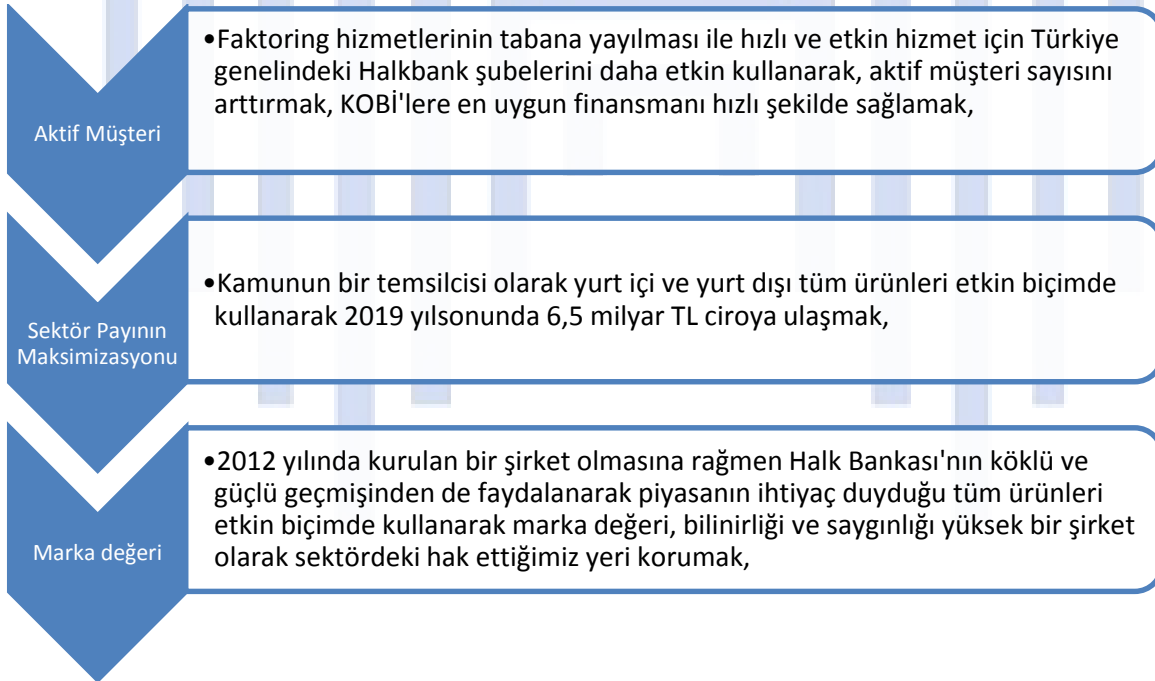 Aktif Müşteri
•Faktoring hizmetlerinin tabana yayılması ile hızlı ve etkin hizmet için Türkiye
genelindeki Halkbank şubelerini daha etkin kullanarak, aktif müşteri sayısını
arttırmak, KOBİ'lere en uygun finansmanı hızlı şekilde sağlamak,
Sektör Payının
Maksimizasyonu
•Kamunun bir temsilcisi olarak yurt içi ve yurt dışı tüm ürünleri etkin biçimde
kullanarak 2019 yılsonunda 6,5 milyar TL ciroya ulaşmak,
Marka değeri
•2012 yılında kurulan bir şirket olmasına rağmen Halk Bankası'nın köklü ve
güçlü geçmişinden de faydalanarak piyasanın ihtiyaç duyduğu tüm ürünleri
etkin biçimde kullanarak marka değeri, bilinirliği ve saygınlığı yüksek bir şirket
olarak sektördeki hak ettiğimiz yeri korumak,